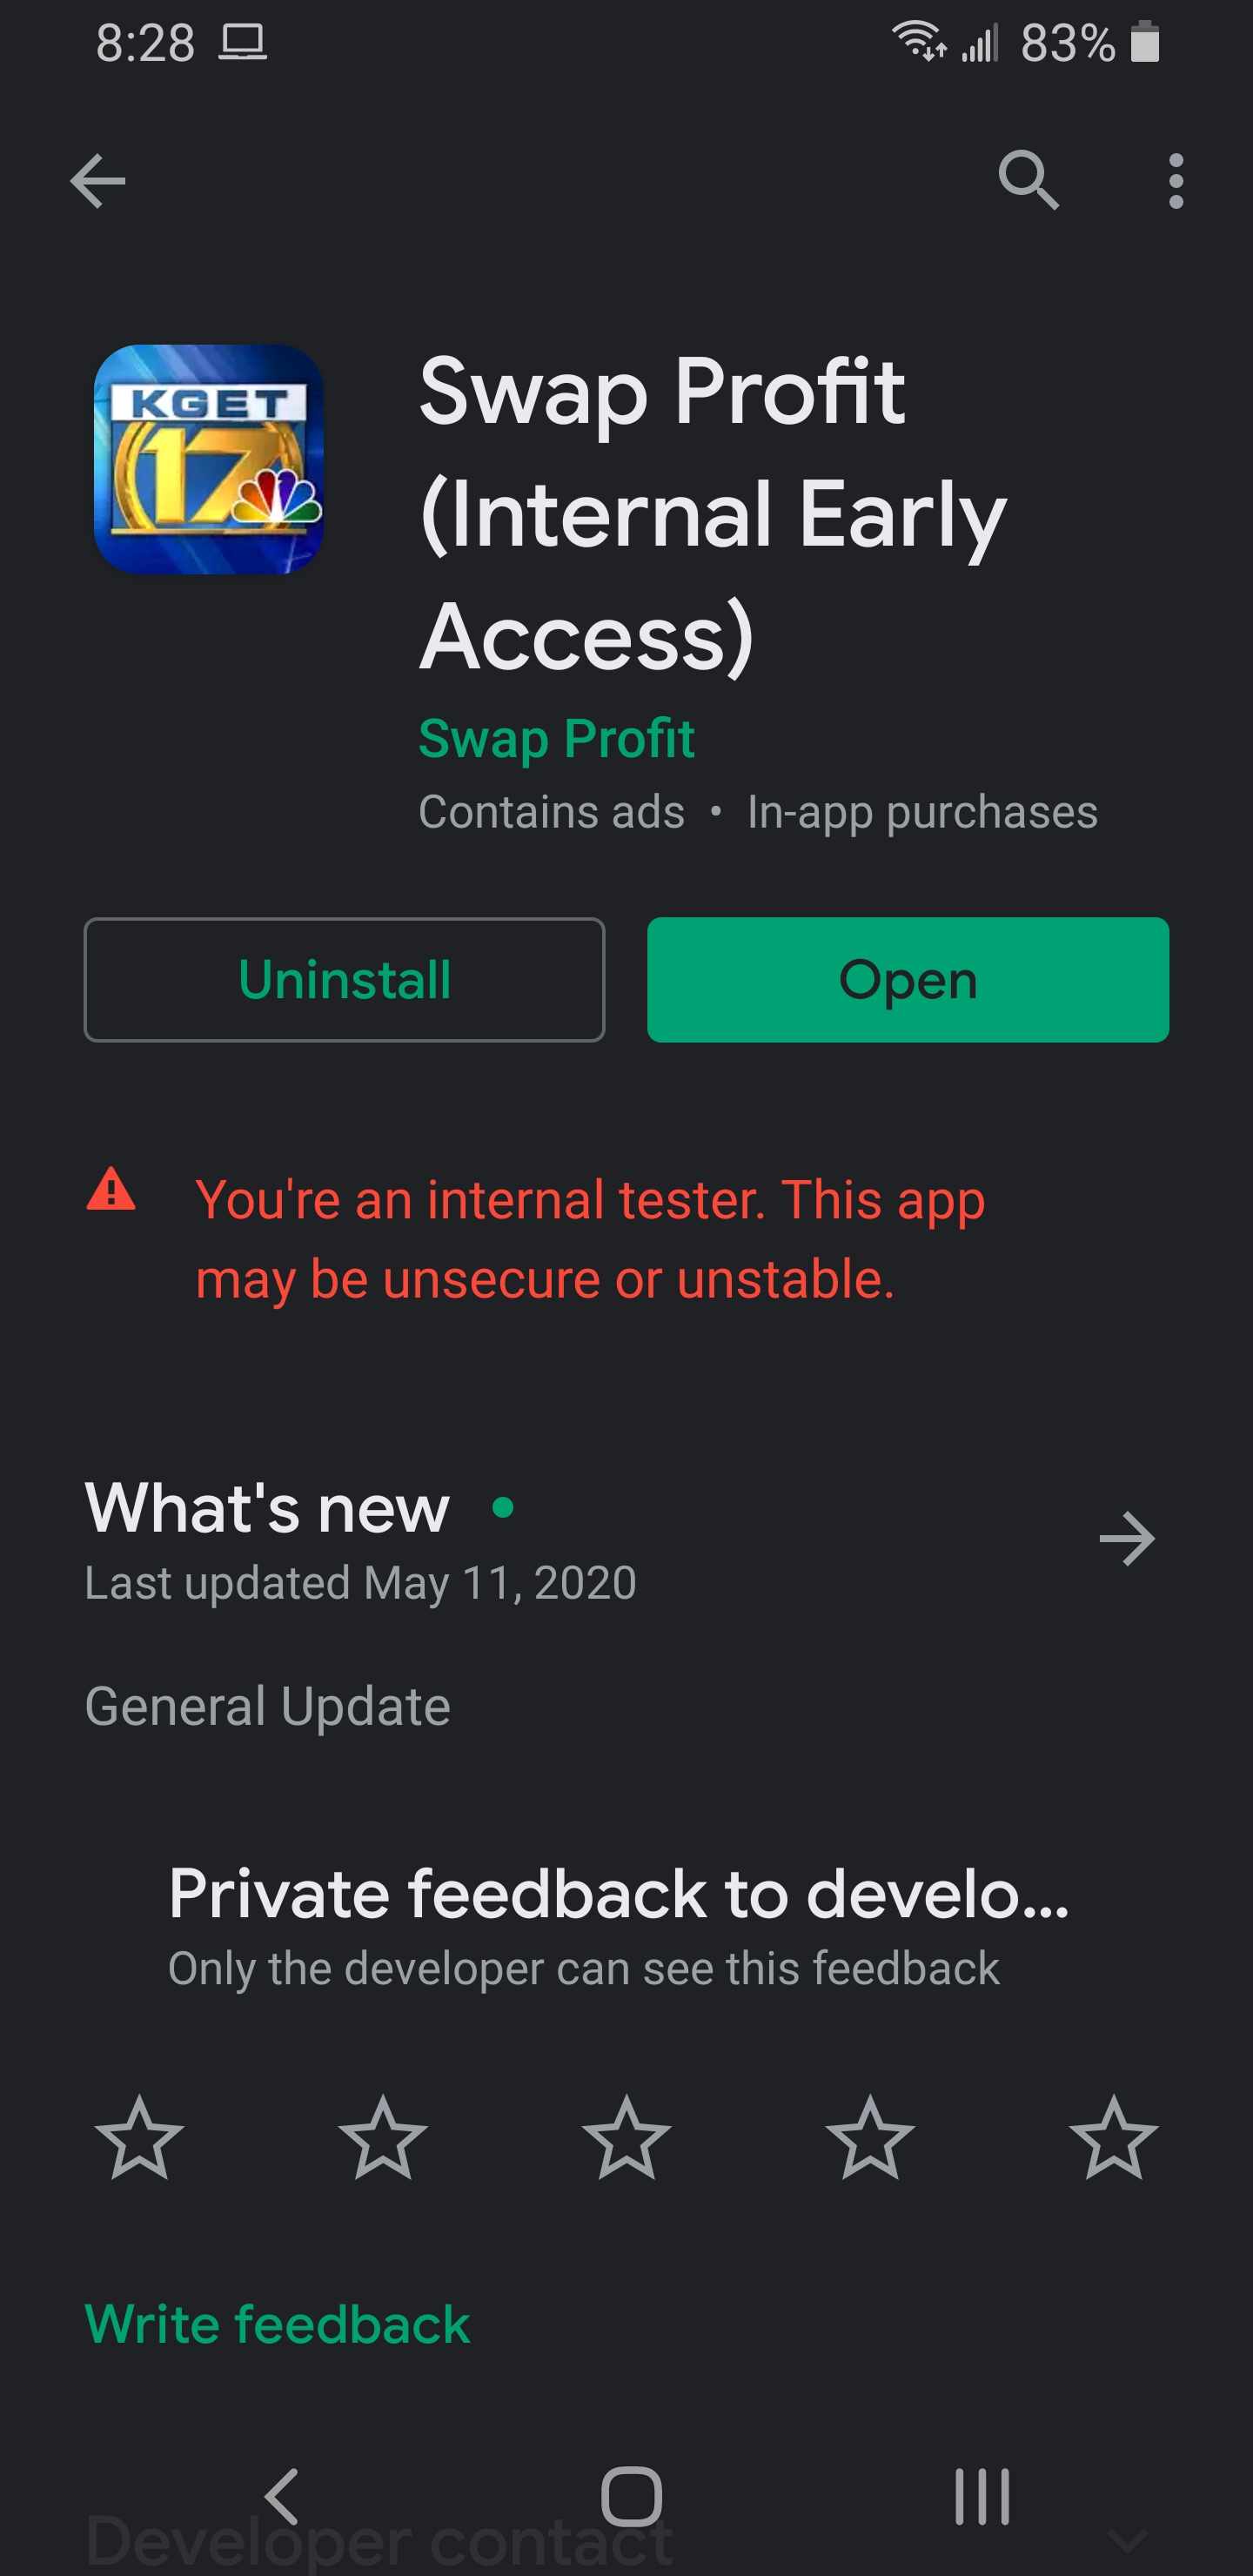 8:28
83%
KGET
17
Swap Profit
(Internal Early
Access)
Swap Profit
Contains ads • In-app purchases
Uninstall
Open
You're an internal tester. This app
may be unsecure or unstable.
What's new
Last updated May 11, 2020
General Update
Private feedback to develo...
Only the developer can see this feedback
Write feedback
Developer contact